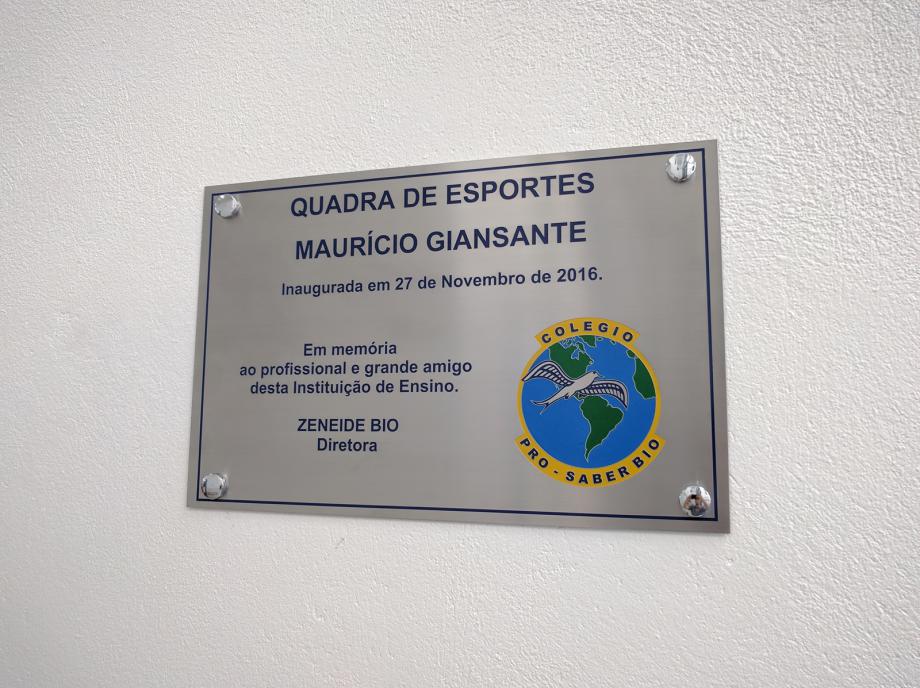 QUADRA DE ESPORTES
MAURÍCIO GIANSANTE
Inaugurada em 27 de Novembro de 2016.
Em memória
ao profissional e grande amigo
desta Instituição de Ensino.
ZENEIDE BIO
Diretora
COLEGIO
PRO - SABER BIO